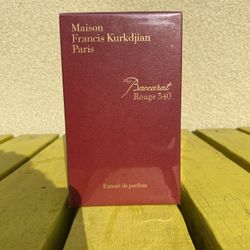 Maison
Francis Kurkdjian
Paris
Baccarat
Rouge 540
Extrait de parfum